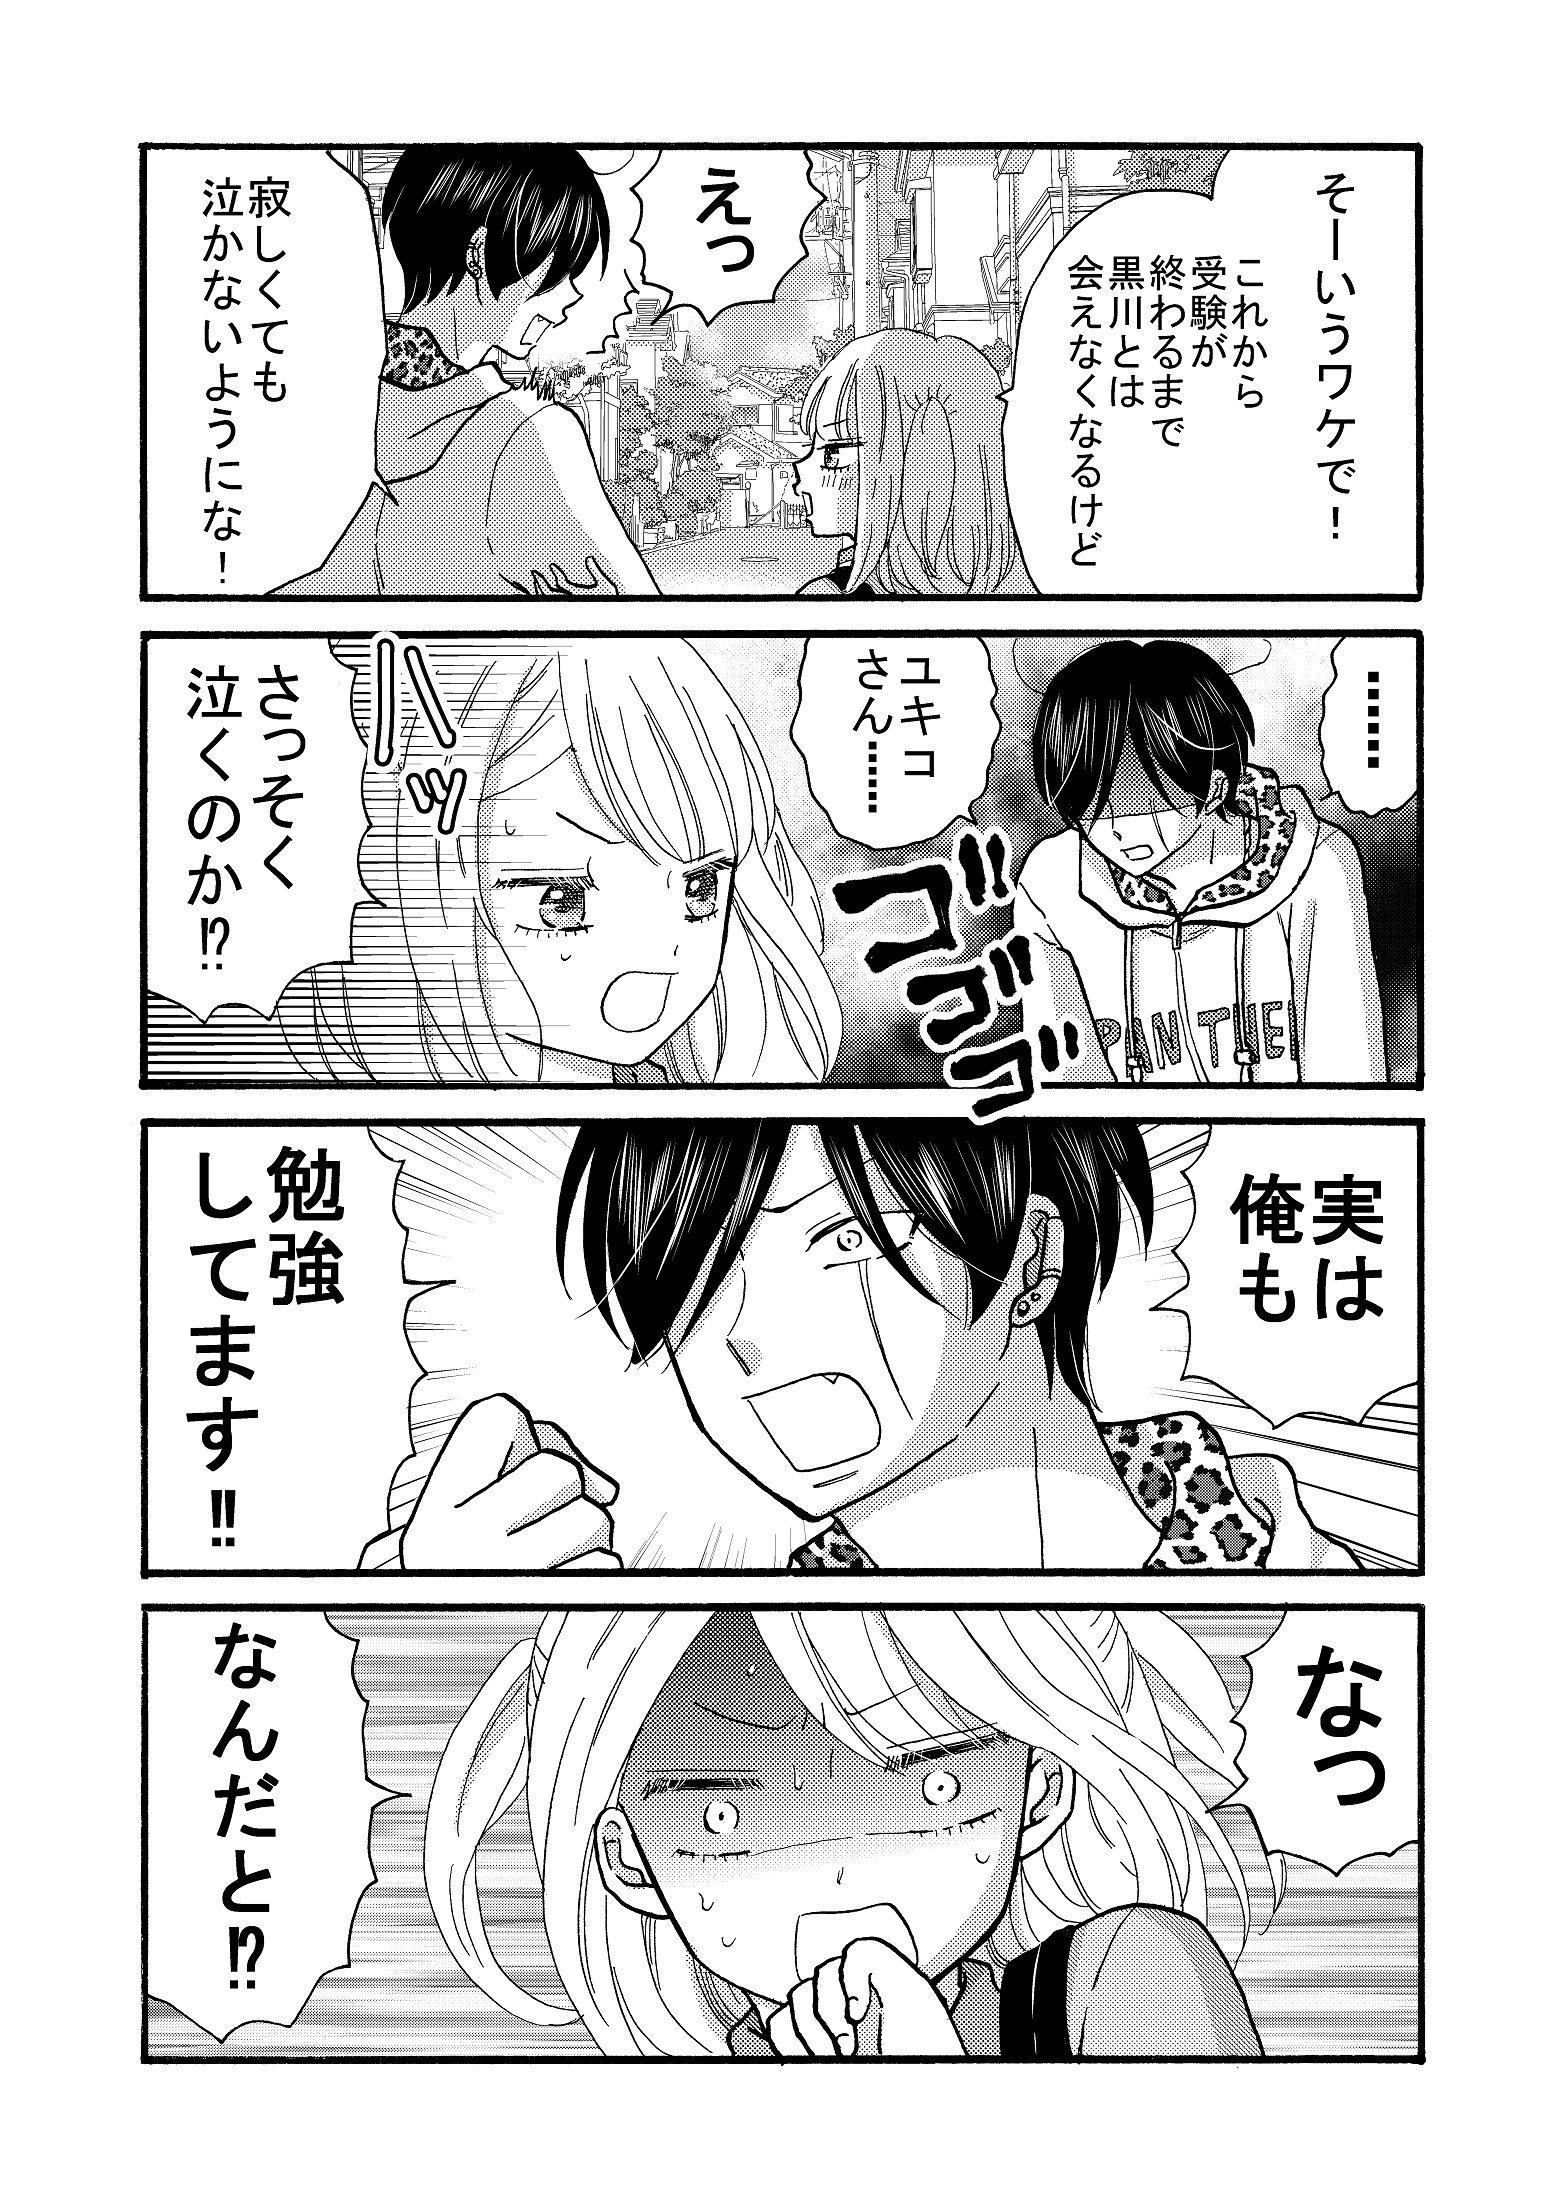 そーいうワケで！
これから
受験が
終わるまで
黒川とは
会えなくなるけど
えっ
寂しくても
泣かないようにな！
……
ユキコ
さん……
ゴゴゴ
PANTHE
ハッ
さっそく
泣くのか!?
実は
俺も
勉強
してます!!
なっ
なんだと!?